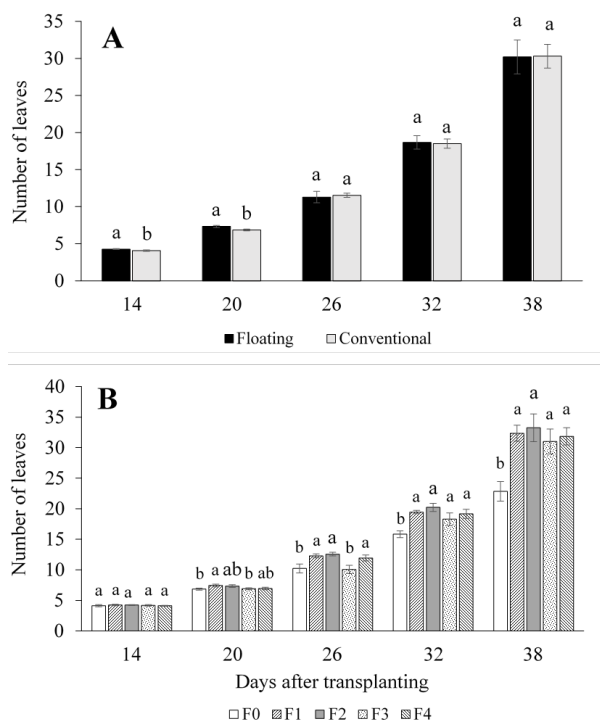 A
Number of leaves
35
30
25
20
15
10
5
0
a b
a b
a a
a a
a a
14 20 26 32 38
Floating Conventional
B
Number of leaves
40
35
30
25
20
15
10
5
0
a a a a a
b a ab b ab
b a a b a
b a a a a
b a a a a
14 20 26 32 38
Days after transplanting
F0 F1 F2 F3 F4